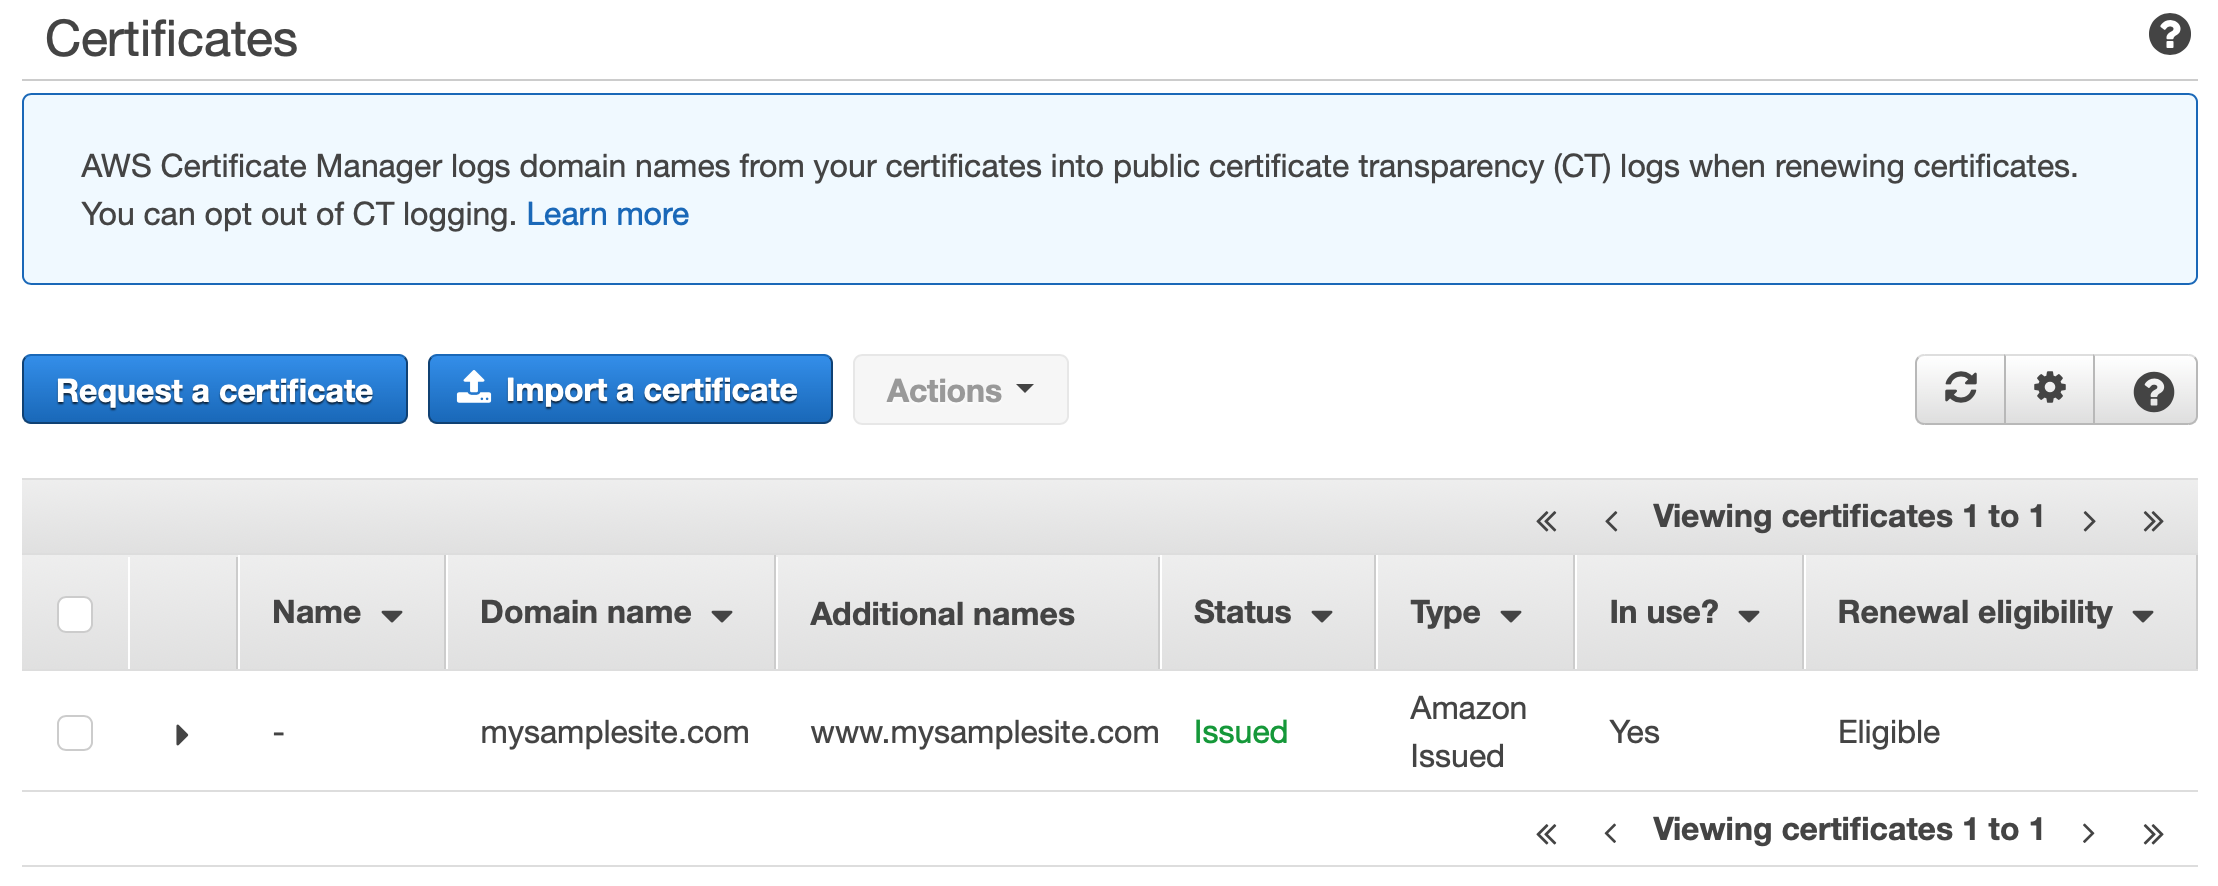 Certificates
AWS Certificate Manager logs domain names from your certificates into public certificate transparency (CT) logs when renewing certificates.
You can opt out of CT logging. Learn more
Request a certificate
Import a certificate
Actions
Viewing certificates 1 to 1
Name
Domain name
Additional names
Status
Type
In use?
Renewal eligibility
-
mysamplesite.com
www.mysamplesite.com
Issued
Amazon
Issued
Yes
Eligible
Viewing certificates 1 to 1